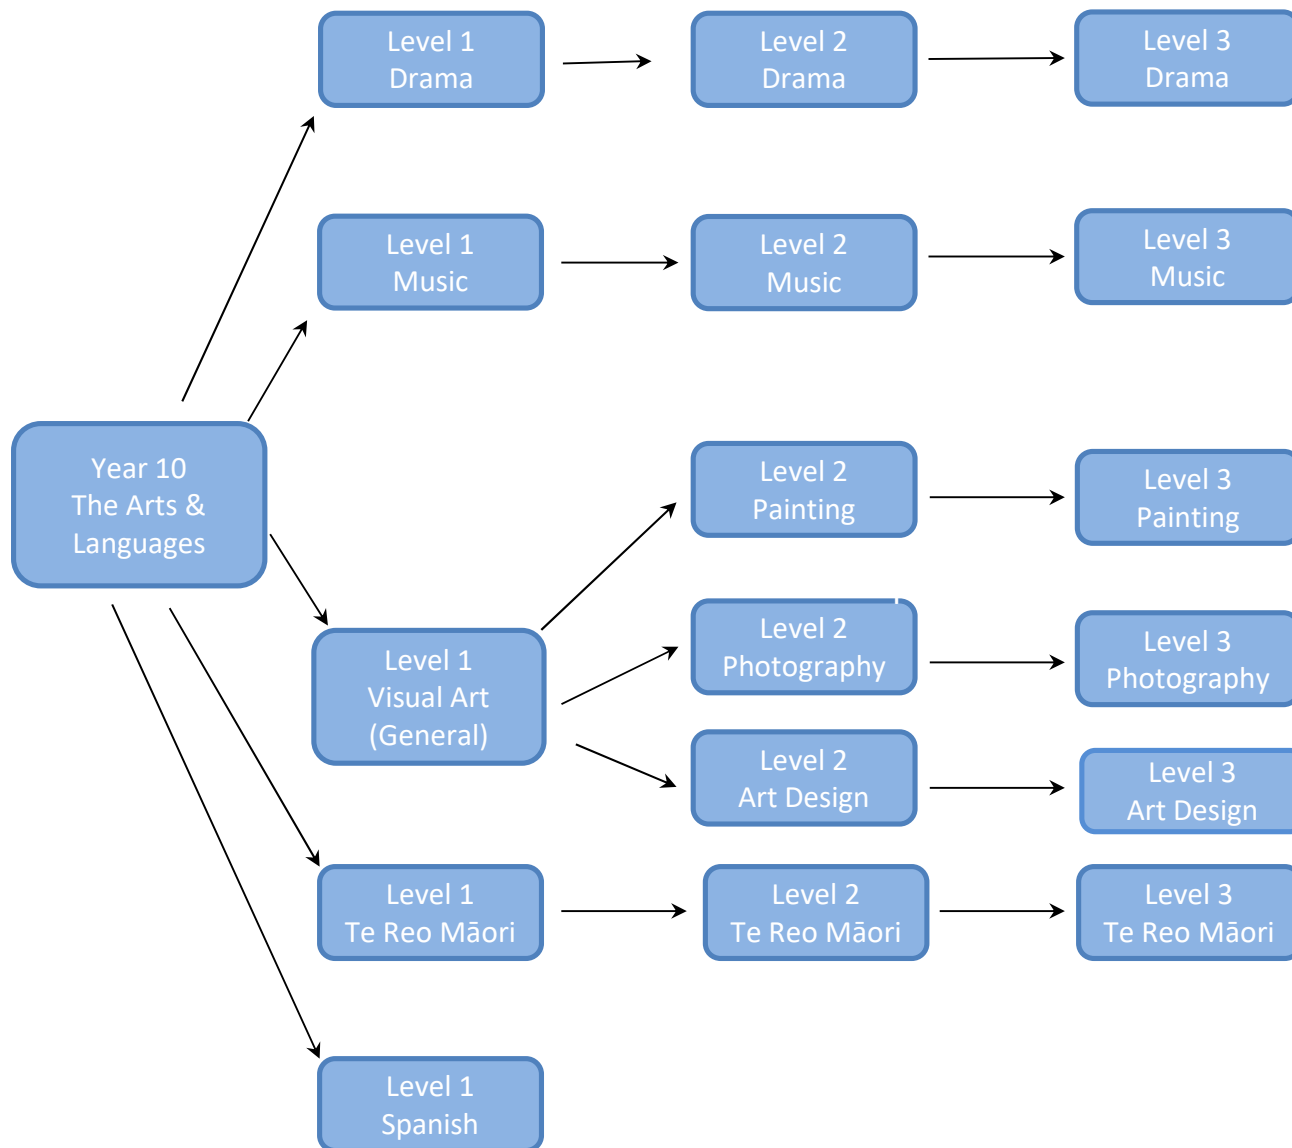 Level 1
Drama
Level 2
Drama
Level 3
Drama
Level 1
Music
Level 2
Music
Level 3
Music
Year 10
The Arts &
Languages
Level 2
Painting
Level 3
Painting
Level 1
Visual Art
(General)
Level 2
Photography
Level 3
Photography
Level 2
Art Design
Level 3
Art Design
Level 1
Te Reo Māori
Level 2
Te Reo Māori
Level 3
Te Reo Māori
Level 1
Spanish